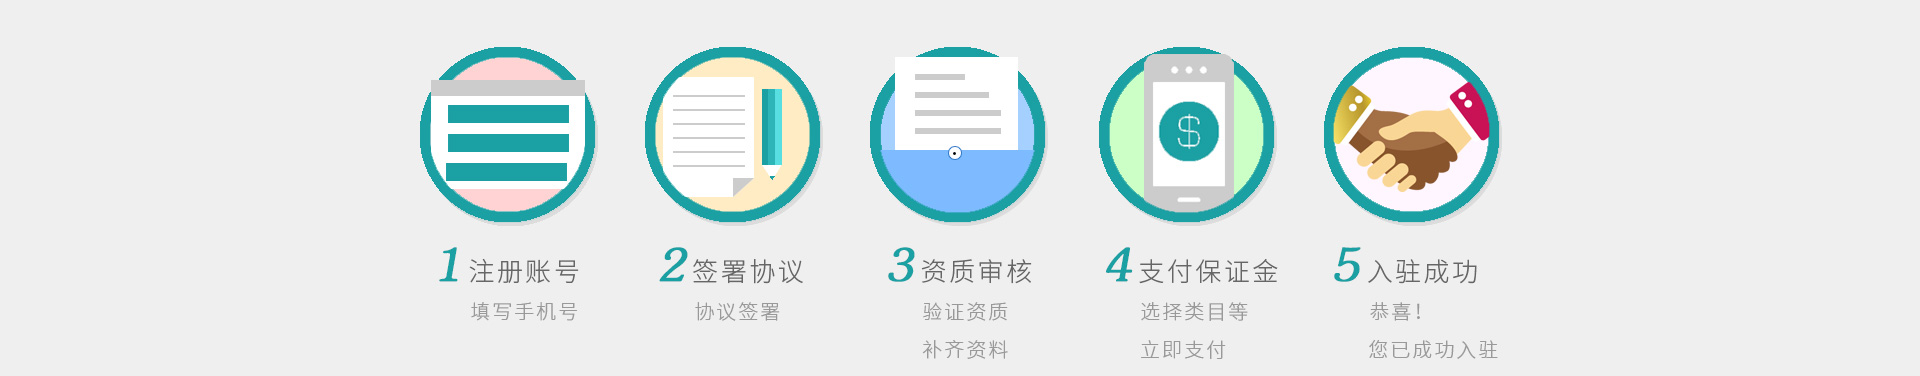 1 注册账号
填写手机号
2 签署协议
协议签署
3 资质审核
验证资质
补齐资料
$
4 支付保证金
选择类目等
立即支付
5 入驻成功
恭喜！
您已成功入驻